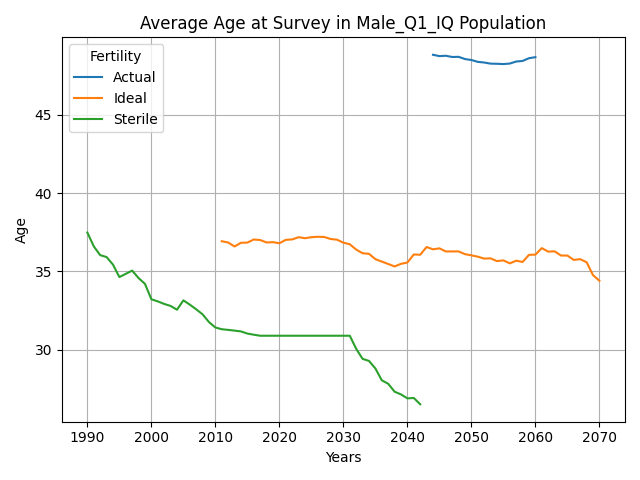 Average Age at Survey in Male_Q1_IQ Population
Fertility
Actual
Ideal
Sterile
Age
45
40
35
30
1990 2000 2010 2020 2030 2040 2050 2060 2070
Years